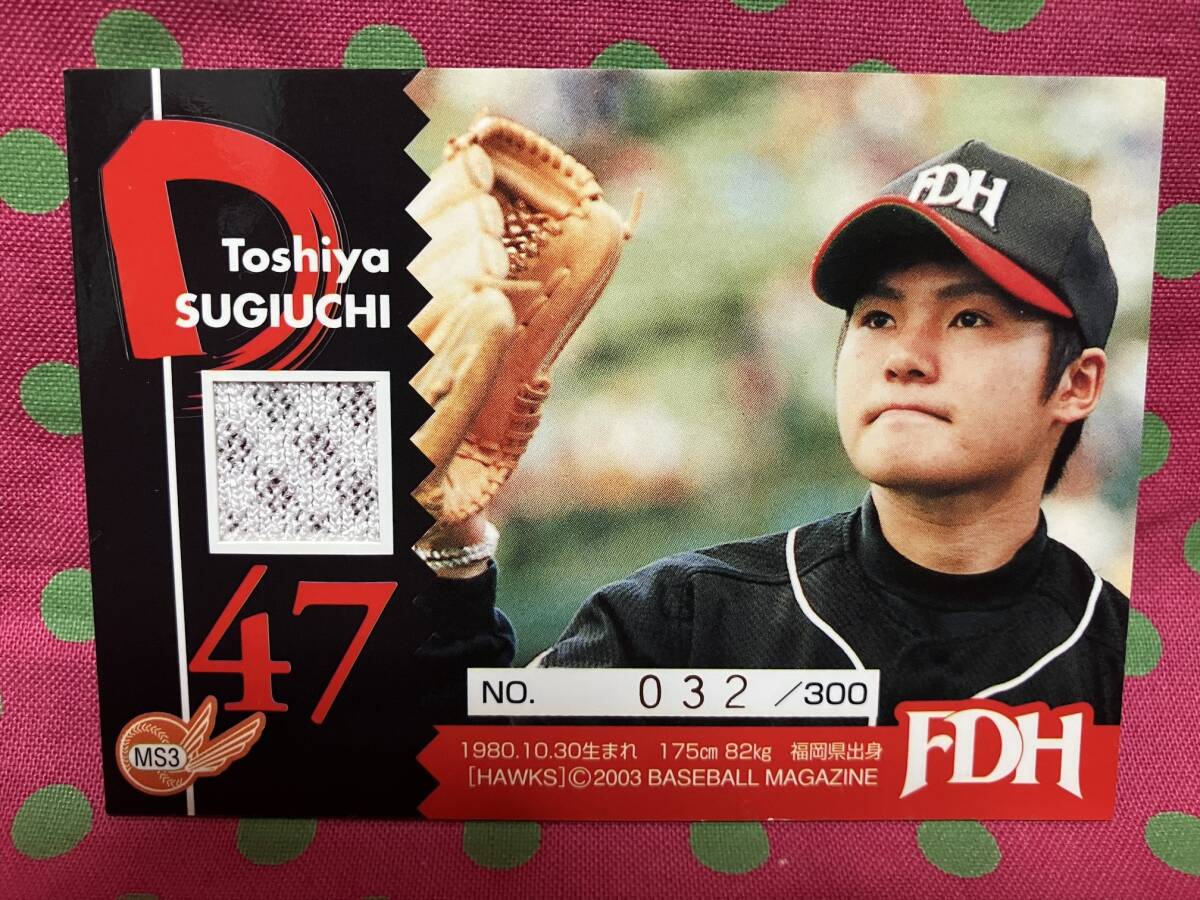 D
Toshiya
SUGIUCHI
47
MS3
FDH
NO. 032 /300
1980.10.30生まれ 175cm 82kg 福岡県出身
[HAWKS]©2003 BASEBALL MAGAZINE
FDH